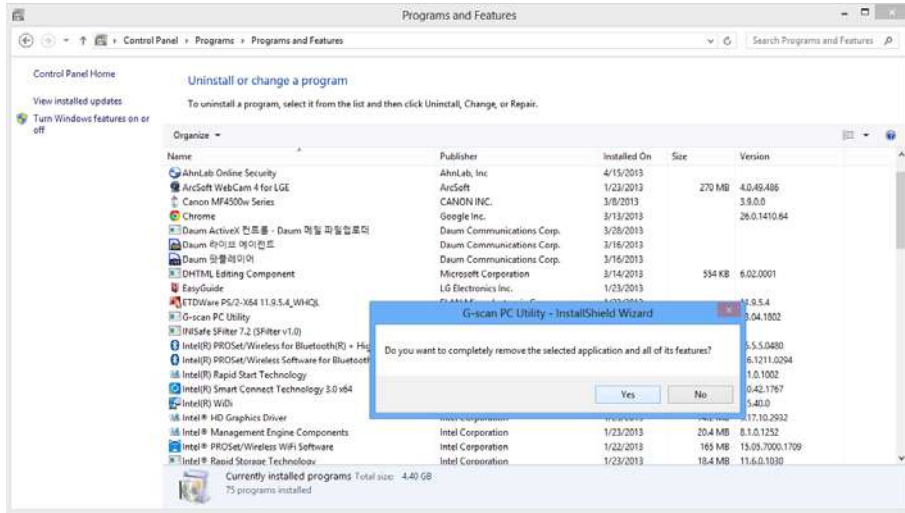 Programs and Features
Control Panel Programs Programs and Features
Search Programs and Features
Control Panel Home
View installed updates
Turn Windows features on or
off
Uninstall or change a program
To uninstall a program, select it from the list and then click Uninstall, Change, or Repair.
Organize
Name Publisher Installed On Size Version
AhnLab Online Security AhnLab, Inc 4/15/2013
ArcSoft WebCam 4 for LGE ArcSoft 1/23/2013 270 MB 4.0.49.486
Canon MF4500w Series CANON INC. 3/8/2013 3.9.0.0
Chrome Google Inc. 3/13/2013 26.0.1410.64
Daum ActiveX 컨트롤 - Daum 메일 파일업로더 Daum Communications Corp. 3/28/2013
Daum 라이브 에이전트 Daum Communications Corp. 3/16/2013
Daum 팟플레이어 Daum Communications Corp. 3/16/2013
DHTML Editing Component Microsoft Corporation 3/14/2013 554 KB 6.02.0001
EasyGuide LG Electronics Inc. 1/23/2013
ETDWare PS/2-X64 11.9.5.4_WHQL
G-scan PC Utility
INISafe SFilter 7.2 (SFilter v1.0)
Intel(R) PROSet/Wireless for Bluetooth(R) + Hig
Intel(R) PROSet/Wireless Software for Bluetooth
Intel(R) Rapid Start Technology
Intel(R) Smart Connect Technology 3.0 x64
Intel(R) WiDi
G-scan PC Utility - InstallShield Wizard
Do you want to completely remove the selected application and all of its features?
Yes No
Intel® HD Graphics Driver
Intel® Management Engine Components Intel Corporation 1/23/2013 20.4 MB 8.1.0.1252
Intel® PROSet/Wireless WiFi Software Intel Corporation 1/22/2013 165 MB 15.05.7000.1709
Intel® Rapid Storage Technology Intel Corporation 1/23/2013 18.4 MB 11.6.0.1030
Currently installed programs Total size: 4.40 GB
75 programs installed